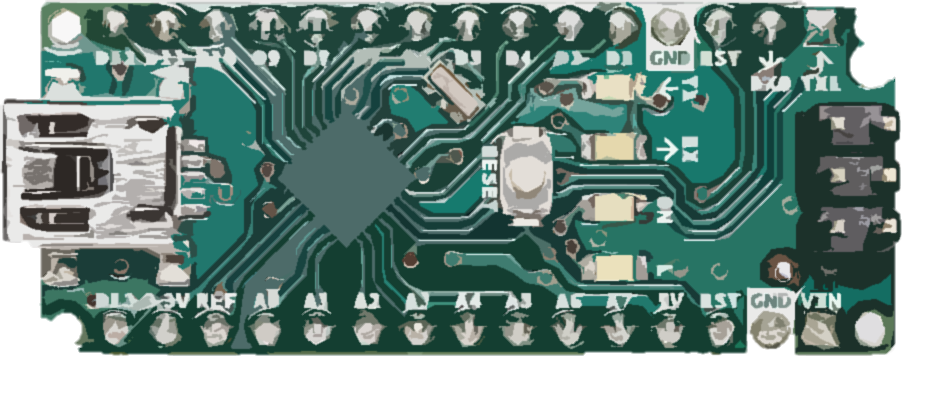 D12 D11 D10 D9 D8 D5 D4 D3 D2 GND RST
RX0 TX1
TX
RX
RESET
ON
L
D13 3V REF A0 A1 A2 A3 A4 A5 A6 A7 5V RST GND VIN